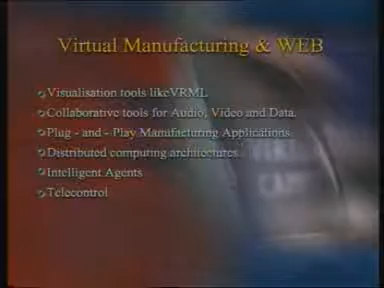 Virtual Manufacturing & WEB
Visualisation tools likeVRML
Collaborative tools for Audio, Video and Data.
Plug - and - Play Manufacturing Applications.
Distributed computing architectures
Intelligent Agents
Telecontrol